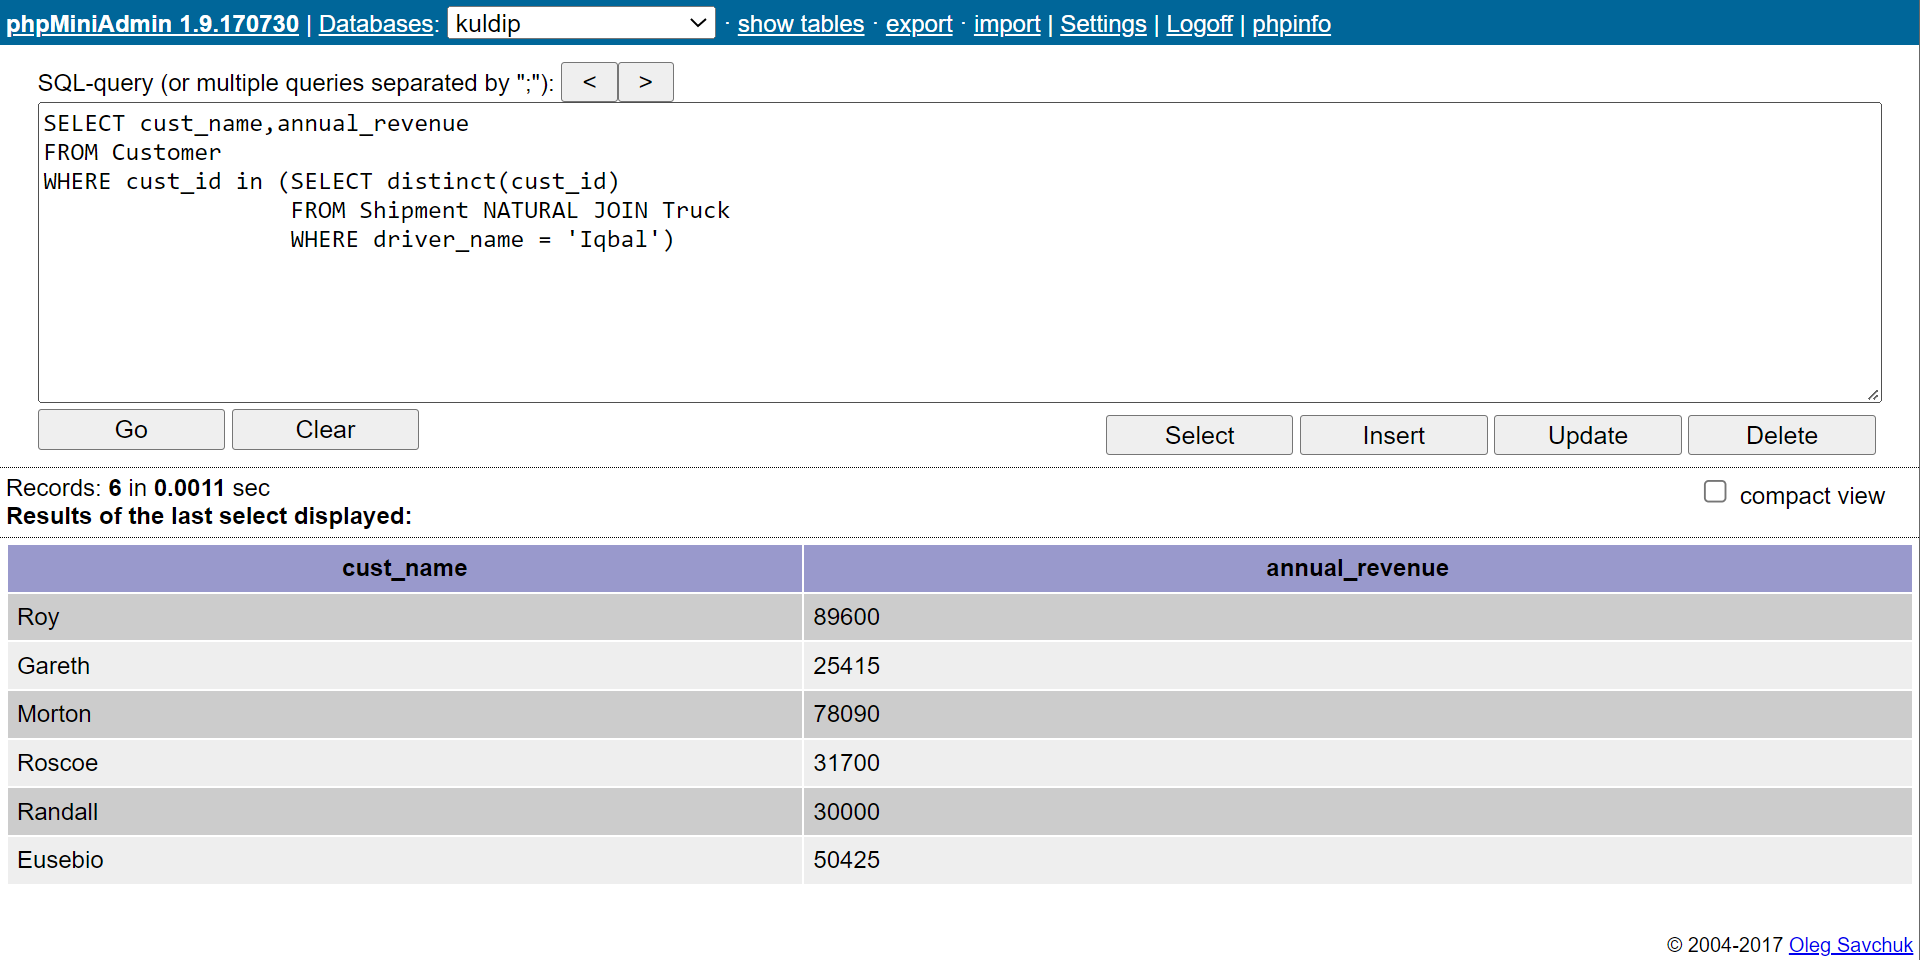 phpMiniAdmin 1.9.170730 | Databases: kuldip · show tables · export · import | Settings | Logoff | phpinfo
SQL-query (or multiple queries separated by ";"): < >
SELECT cust_name,annual_revenue
FROM Customer
WHERE cust_id in (SELECT distinct(cust_id)
FROM Shipment NATURAL JOIN Truck
WHERE driver_name = 'Iqbal')
Go Clear Select Insert Update Delete
Records: 6 in 0.0011 sec compact view
Results of the last select displayed:
cust_name annual_revenue
Roy 89600
Gareth 25415
Morton 78090
Roscoe 31700
Randall 30000
Eusebio 50425
© 2004-2017 Oleg Savchuk